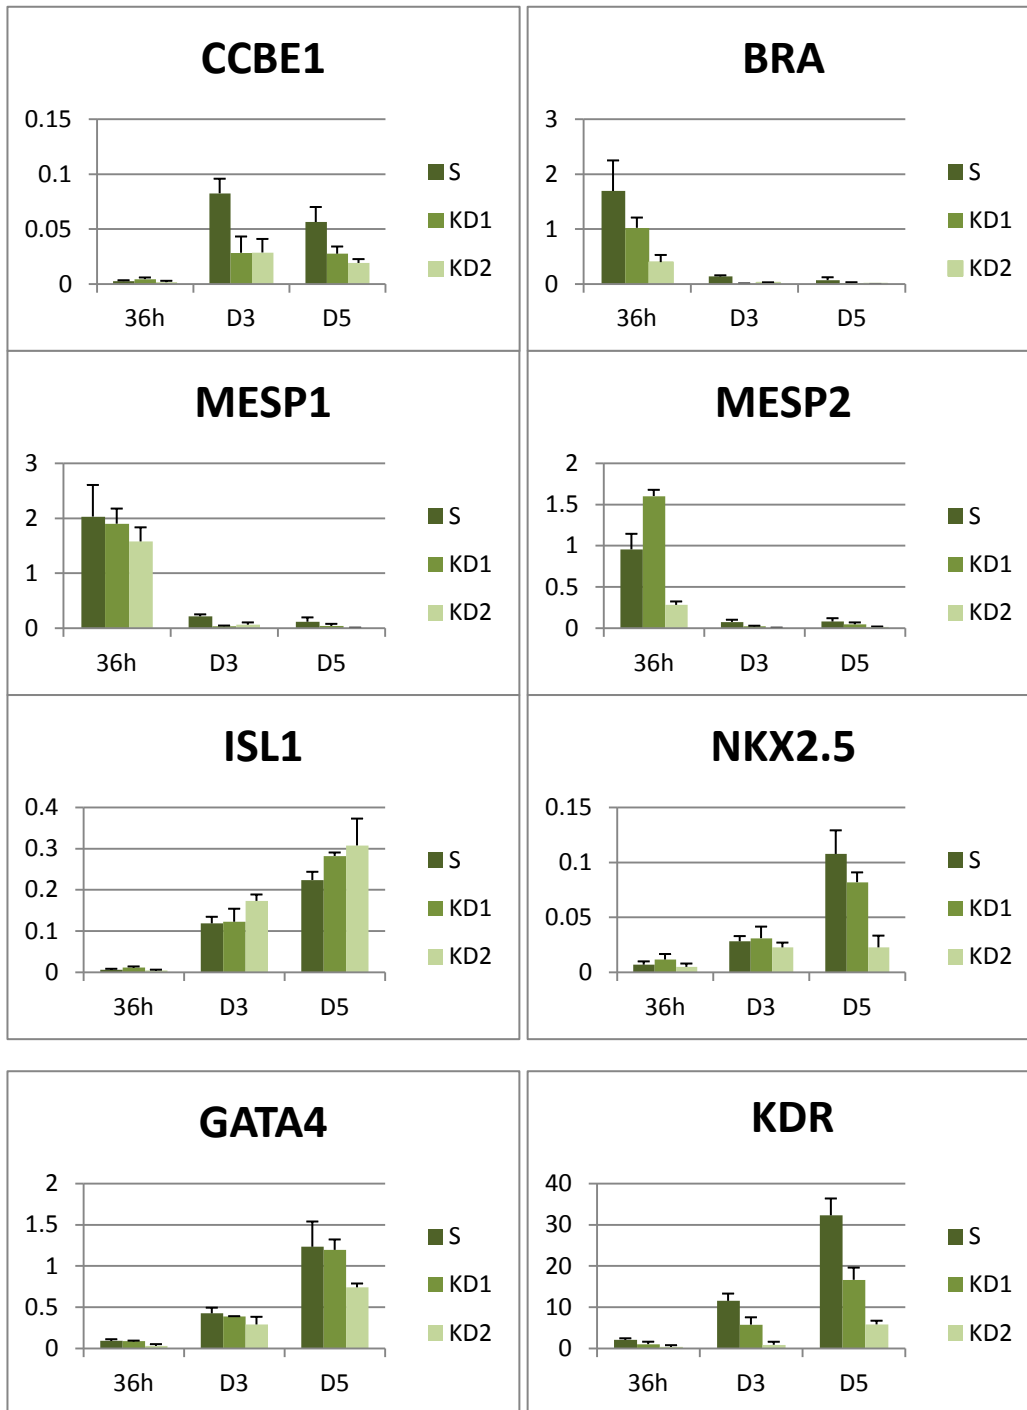 CCBE1
0.15
0.1
0.05
0
36h D3 D5
S
KD1
KD2
BRA
3
2
1
0
36h D3 D5
S
KD1
KD2
MESP1
3
2
1
0
36h D3 D5
S
KD1
KD2
MESP2
2
1.5
1
0.5
0
36h D3 D5
S
KD1
KD2
ISL1
0.4
0.3
0.2
0.1
0
36h D3 D5
S
KD1
KD2
NKX2.5
0.15
0.1
0.05
0
36h D3 D5
S
KD1
KD2
GATA4
2
1.5
1
0.5
0
36h D3 D5
S
KD1
KD2
KDR
40
30
20
10
0
36h D3 D5
S
KD1
KD2